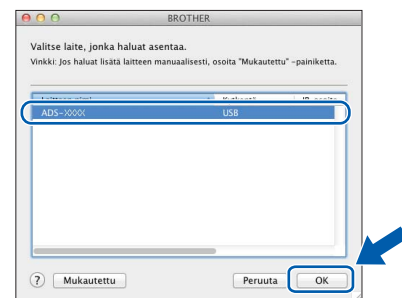 BROTHER
Valitse laite, jonka haluat asentaa.
Vinkki: Jos haluat lisätä laitteen manuaalisesti, osoita "Mukautettu" -painiketta.
ADS-XXXX USB
? Mukautettu Peruuta OK